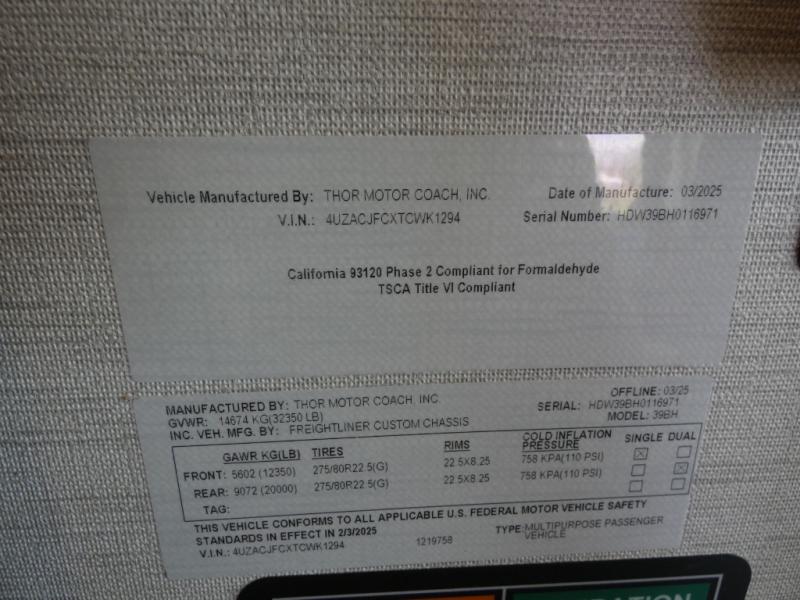 Vehicle Manufactured By: THOR MOTOR COACH, INC. Date of Manufacture: 03/2025
V.I.N.: 4UZACJFCXTCWK1294 Serial Number: HDW39BH0116971
California 93120 Phase 2 Compliant for Formaldehyde
TSCA Title VI Compliant
MANUFACTURED BY: THOR MOTOR COACH, INC. OFFLINE: 03/25
GVWR: 14674 KG(32350 LB) SERIAL: HDW39BH0116971
INC. VEH. MFG. BY: FREIGHTLINER CUSTOM CHASSIS MODEL: 39BH
GAWR KG(LB) TIRES RIMS COLD INFLATION PRESSURE SINGLE DUAL
FRONT: 5602 (12350) 275/80R22.5(G) 22.5X8.25 758 KPA(110 PSI)
REAR: 9072 (20000) 275/80R22.5(G) 22.5X8.25 758 KPA(110 PSI)
TAG:
THIS VEHICLE CONFORMS TO ALL APPLICABLE U.S. FEDERAL MOTOR VEHICLE SAFETY
STANDARDS IN EFFECT IN 2/3/2025
V.I.N.: 4UZACJFCXTCWK1294 1219758 TYPE: MULTIPURPOSE PASSENGER
VEHICLE